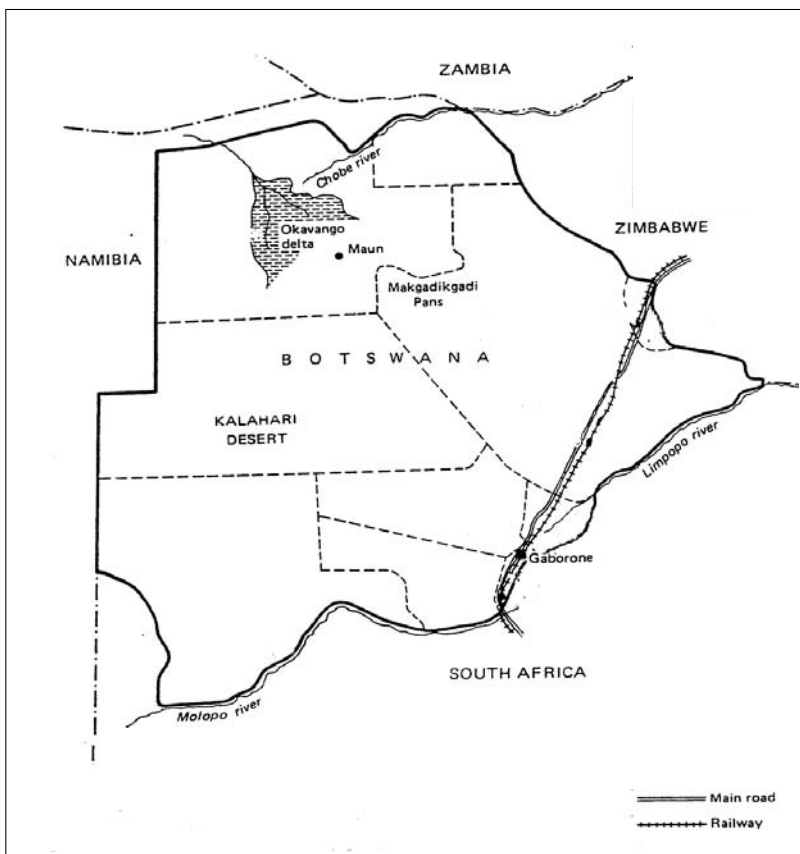 ZAMBIA
Chobe river
ZIMBABWE
Okavango
delta
Maun
NAMIBIA
Makgadikgadi
Pans
BOTSWANA
KALAHARI
DESERT
Limpopo river
Gaborone
SOUTH AFRICA
Molopo river
Main road
Railway